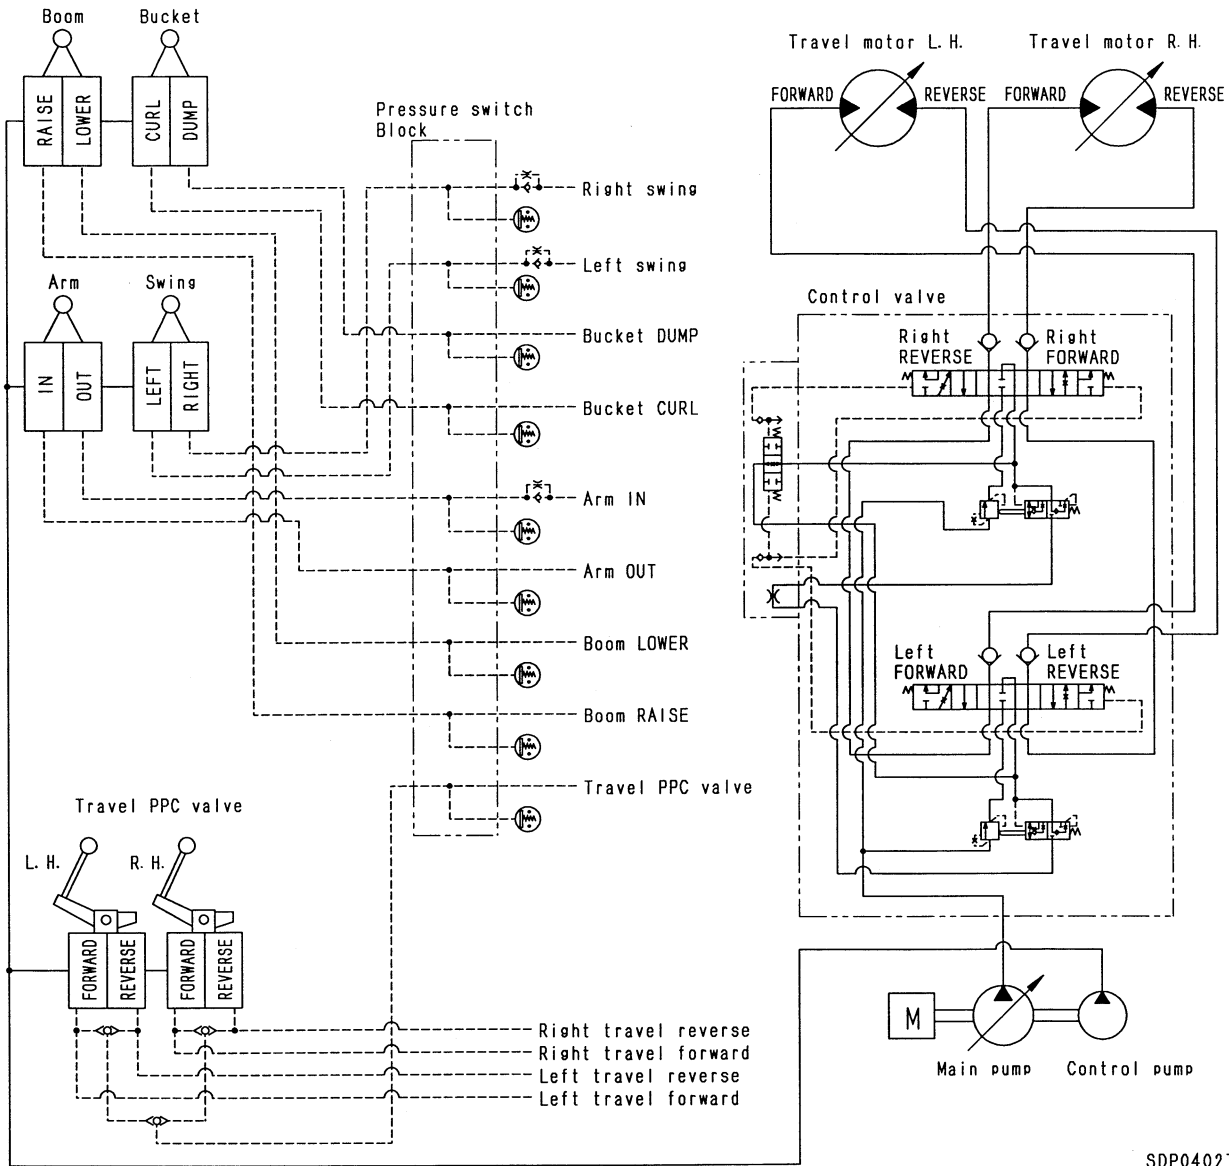 Boom
Bucket
RAISE
LOWER
CURL
DUMP
Pressure switch
Block
Right swing
Left swing
Arm
Swing
IN
OUT
LEFT
RIGHT
Bucket DUMP
Bucket CURL
Arm IN
Arm OUT
Boom LOWER
Boom RAISE
Travel PPC valve
Travel PPC valve
L. H.
R. H.
FORWARD
REVERSE
FORWARD
REVERSE
Right travel reverse
Right travel forward
Left travel reverse
Left travel forward
Travel motor L. H.
Travel motor R. H.
FORWARD
REVERSE
FORWARD
REVERSE
Control valve
Right
REVERSE
Right
FORWARD
Left
FORWARD
Left
REVERSE
M
Main pump
Control pump